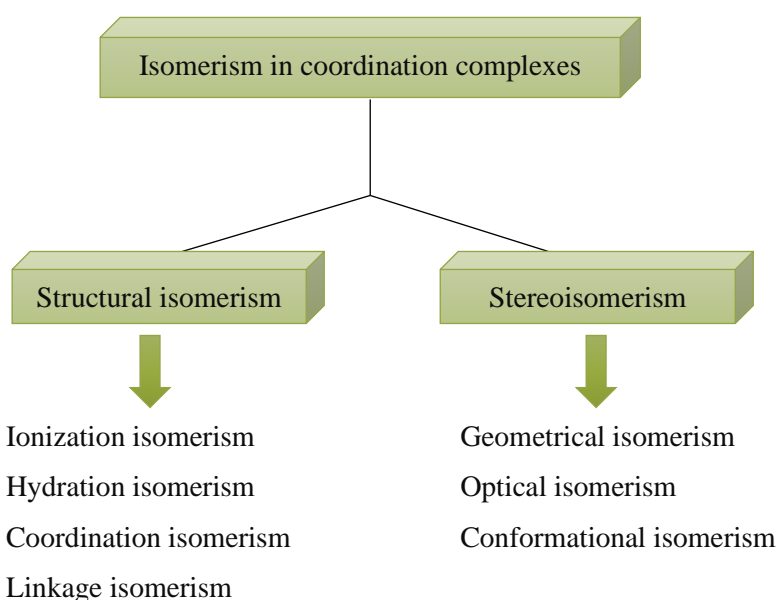 Isomerism in coordination complexes
Structural isomerism
Stereoisomerism
Ionization isomerism
Hydration isomerism
Coordination isomerism
Linkage isomerism
Geometrical isomerism
Optical isomerism
Conformational isomerism